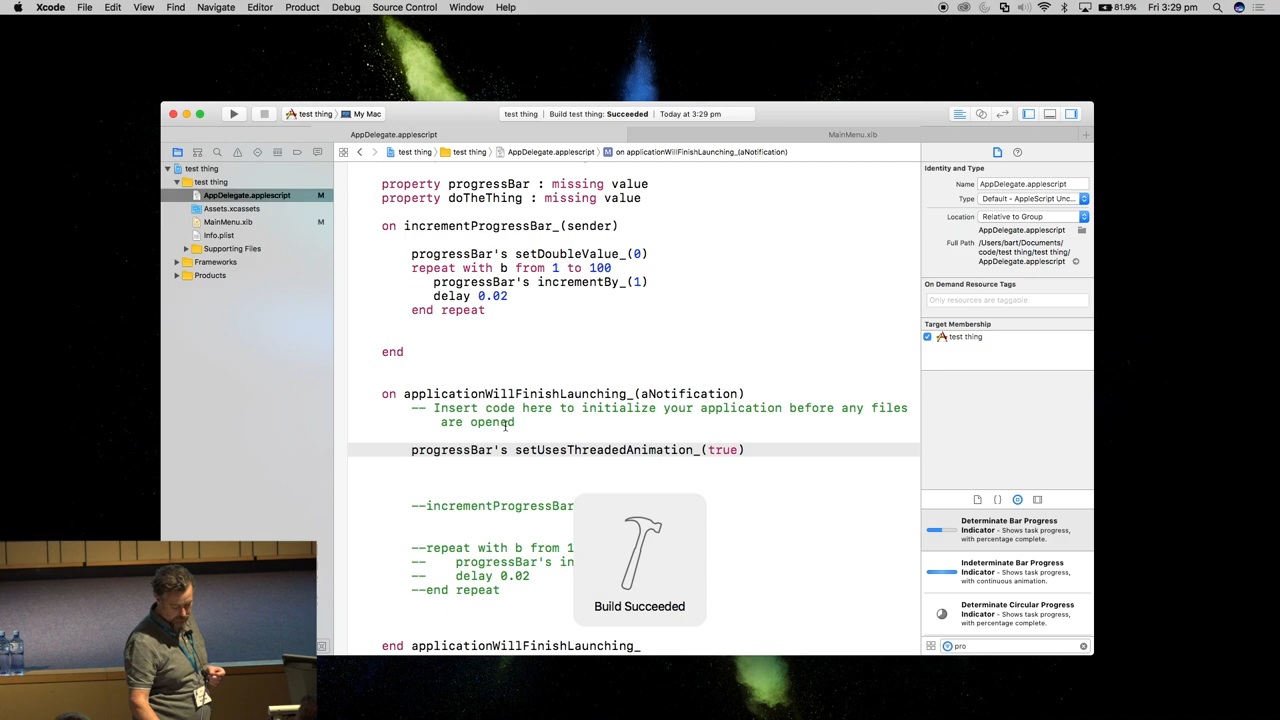 Xcode File Edit View Find Navigate Editor Product Debug Source Control Window Help 81.9% Fri 3:29 pm
test thing My Mac test thing Build test thing: Succeeded Today at 3:29 pm
AppDelegate.applescript MainMenu.xib
test thing test thing AppDelegate.applescript M on applicationWillFinishLaunching_(aNotification)
test thing
test thing
AppDelegate.applescript M
Assets.xcassets
MainMenu.xib M
Info.plist
Supporting Files
Frameworks
Products
property progressBar : missing value
property doTheThing : missing value
on incrementProgressBar_(sender)
progressBar's setDoubleValue_(0)
repeat with b from 1 to 100
progressBar's incrementBy_(1)
delay 0.02
end repeat
end
on applicationWillFinishLaunching_(aNotification)
-- Insert code here to initialize your application before any files
are opened
progressBar's setUsesThreadedAnimation_(true)
--incrementProgressBar
--repeat with b from 1
-- progressBar's in
-- delay 0.02
--end repeat
end applicationWillFinishLaunching_
Build Succeeded
Identity and Type
Name AppDelegate.applescript
Type Default - AppleScript Unc...
Location Relative to Group
AppDelegate.applescript
Full Path /Users/bart/Documents/
code/test thing/test thing/
AppDelegate.applescript
On Demand Resource Tags
Only resources are taggable
Target Membership
test thing
Determinate Bar Progress
Indicator - Shows task progress,
with percentage complete.
Indeterminate Bar Progress
Indicator - Shows task progress,
with continuous animation.
Determinate Circular Progress
Indicator - Shows task progress,
with percentage complete.
pro